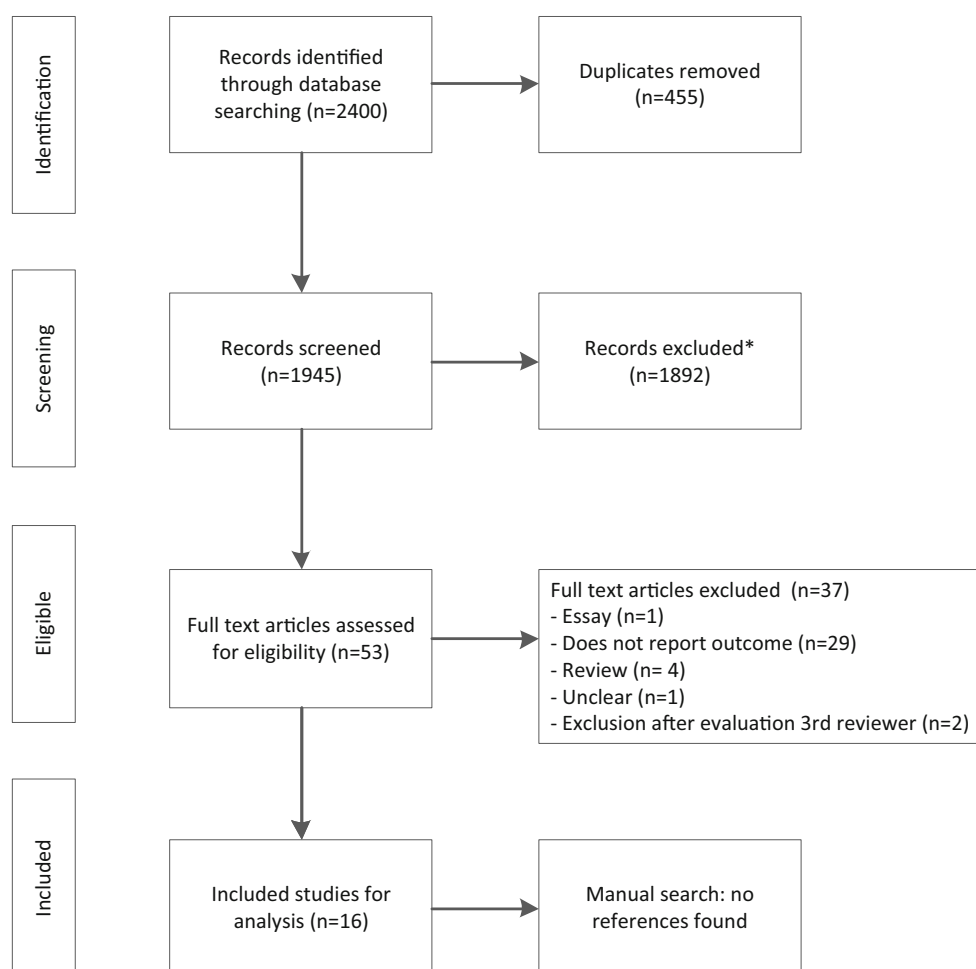 Identification
Records identified
through database
searching (n=2400)
Duplicates removed
(n=455)
Screening
Records screened
(n=1945)
Records excluded*
(n=1892)
Eligible
Full text articles assessed
for eligibility (n=53)
Full text articles excluded (n=37)
- Essay (n=1)
- Does not report outcome (n=29)
- Review (n= 4)
- Unclear (n=1)
- Exclusion after evaluation 3rd reviewer (n=2)
Included
Included studies for
analysis (n=16)
Manual search: no
references found